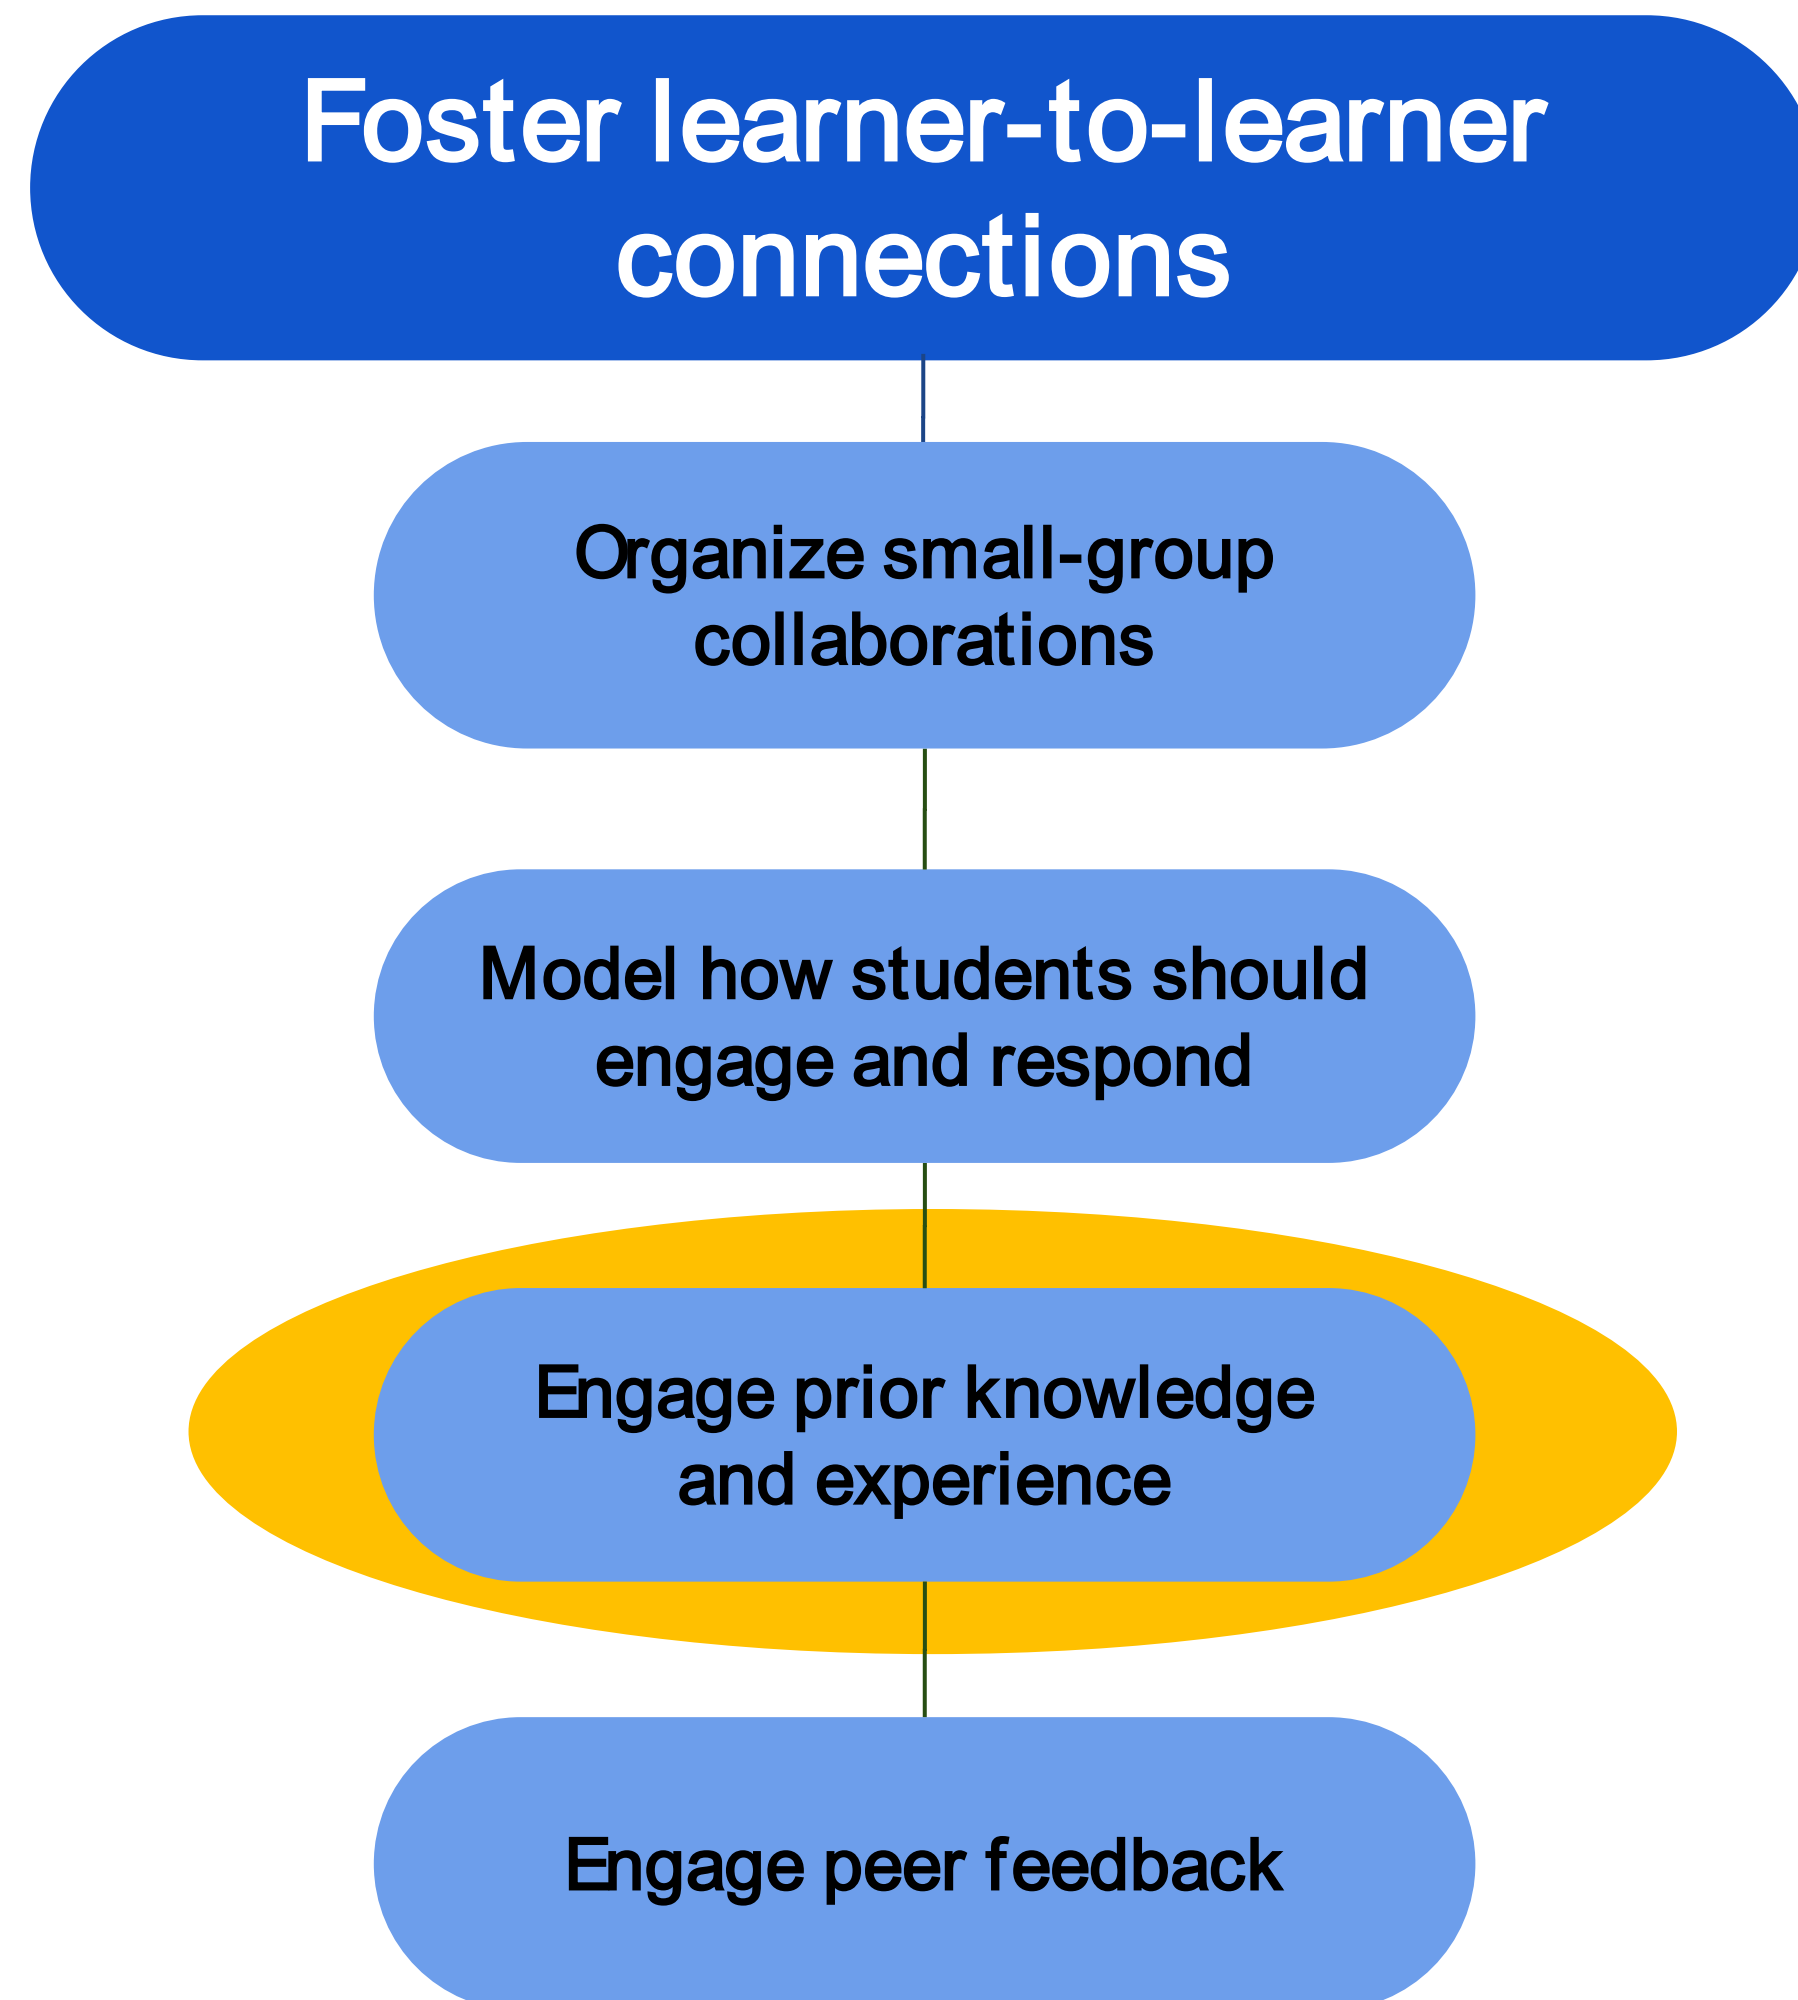 Foster learner-to-learner
connections
Organize small-group
collaborations
Model how students should
engage and respond
Engage prior knowledge
and experience
Engage peer feedback